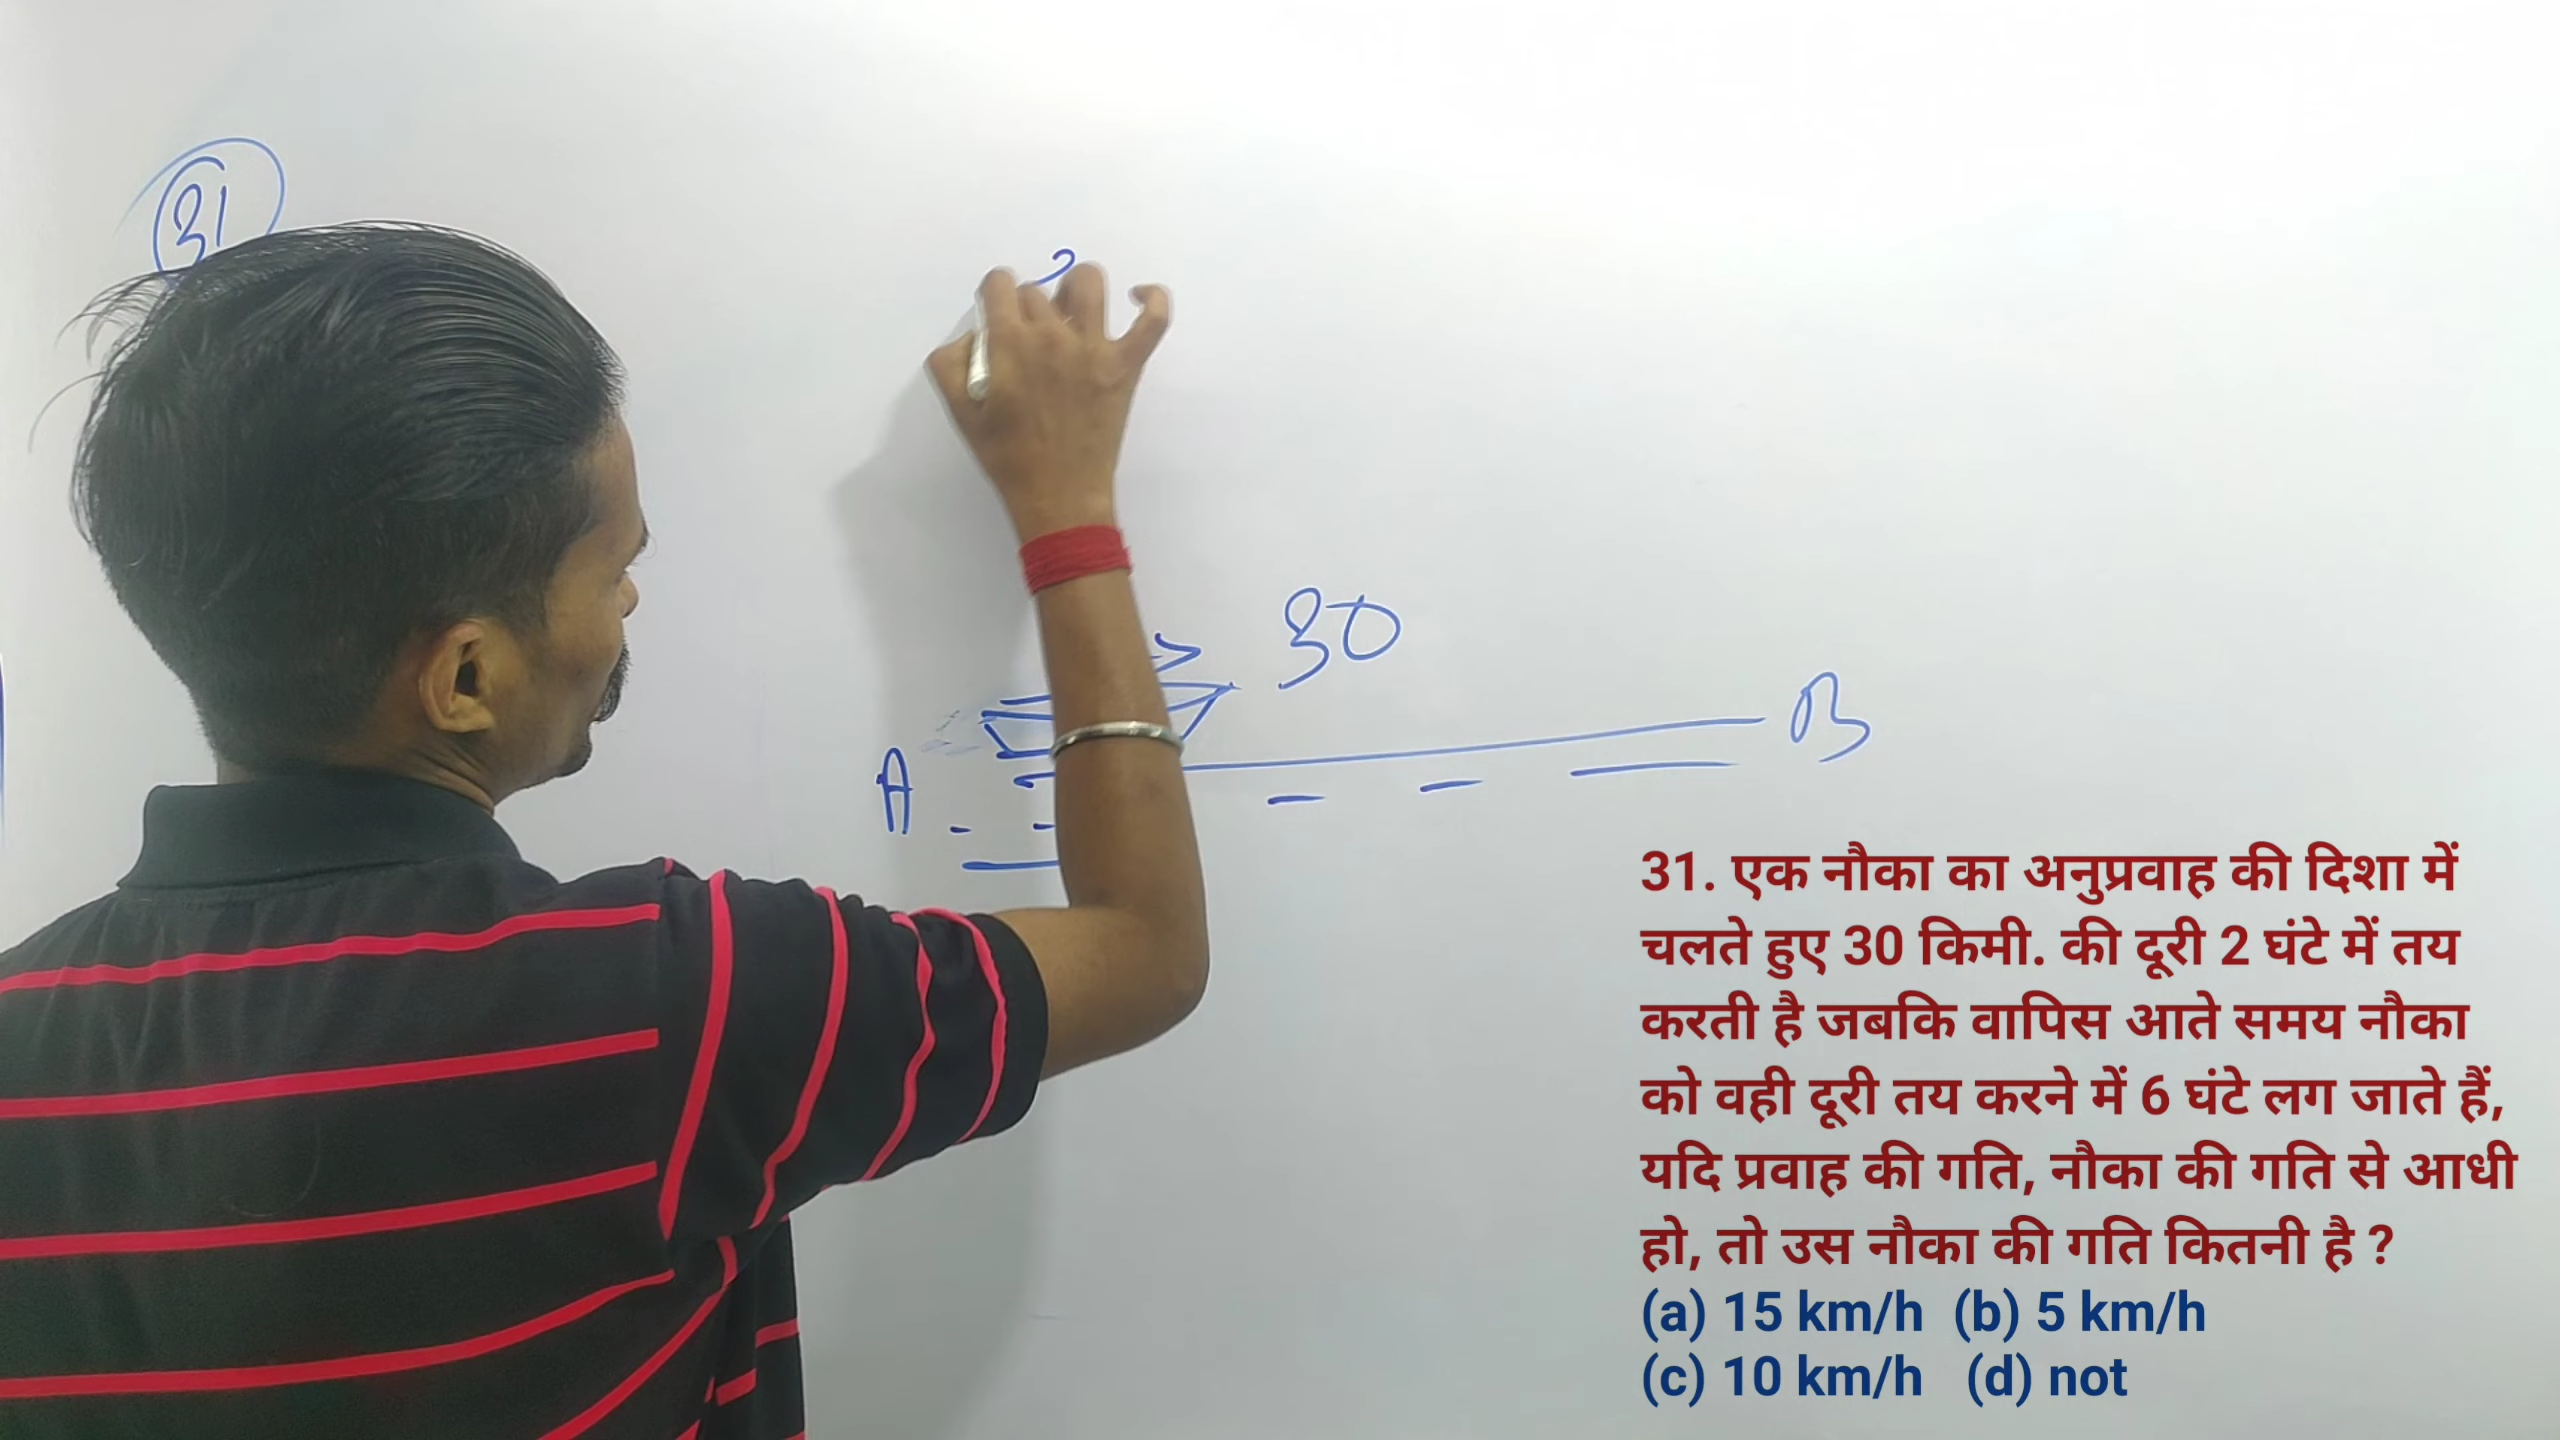 31
30
A
B
31. एक नौका का अनुप्रवाह की दिशा में
चलते हुए 30 किमी. की दूरी 2 घंटे में तय
करती है जबकि वापिस आते समय नौका
को वही दूरी तय करने में 6 घंटे लग जाते हैं,
यदि प्रवाह की गति, नौका की गति से आधी
हो, तो उस नौका की गति कितनी है ?
(a) 15 km/h (b) 5 km/h
(c) 10 km/h (d) not